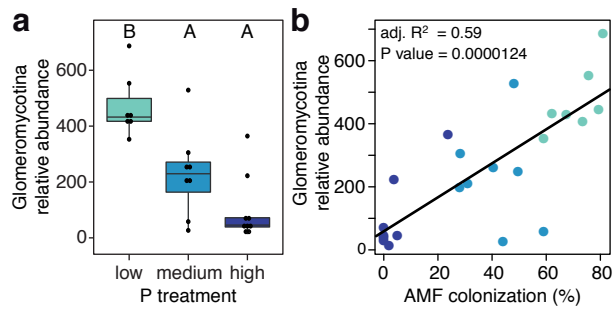 a
B A A
Glomeromycotina
relative abundance
600
400
200
0
low medium high
P treatment
b
adj. R² = 0.59
P value = 0.0000124
Glomeromycotina
relative abundance
600
400
200
0
0 20 40 60 80
AMF colonization (%)